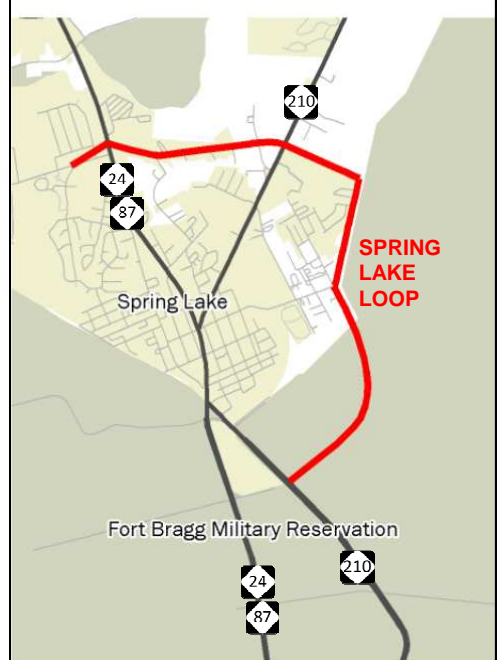 210
24
87
SPRING
LAKE
LOOP
Spring Lake
Fort Bragg Military Reservation
210
24
87